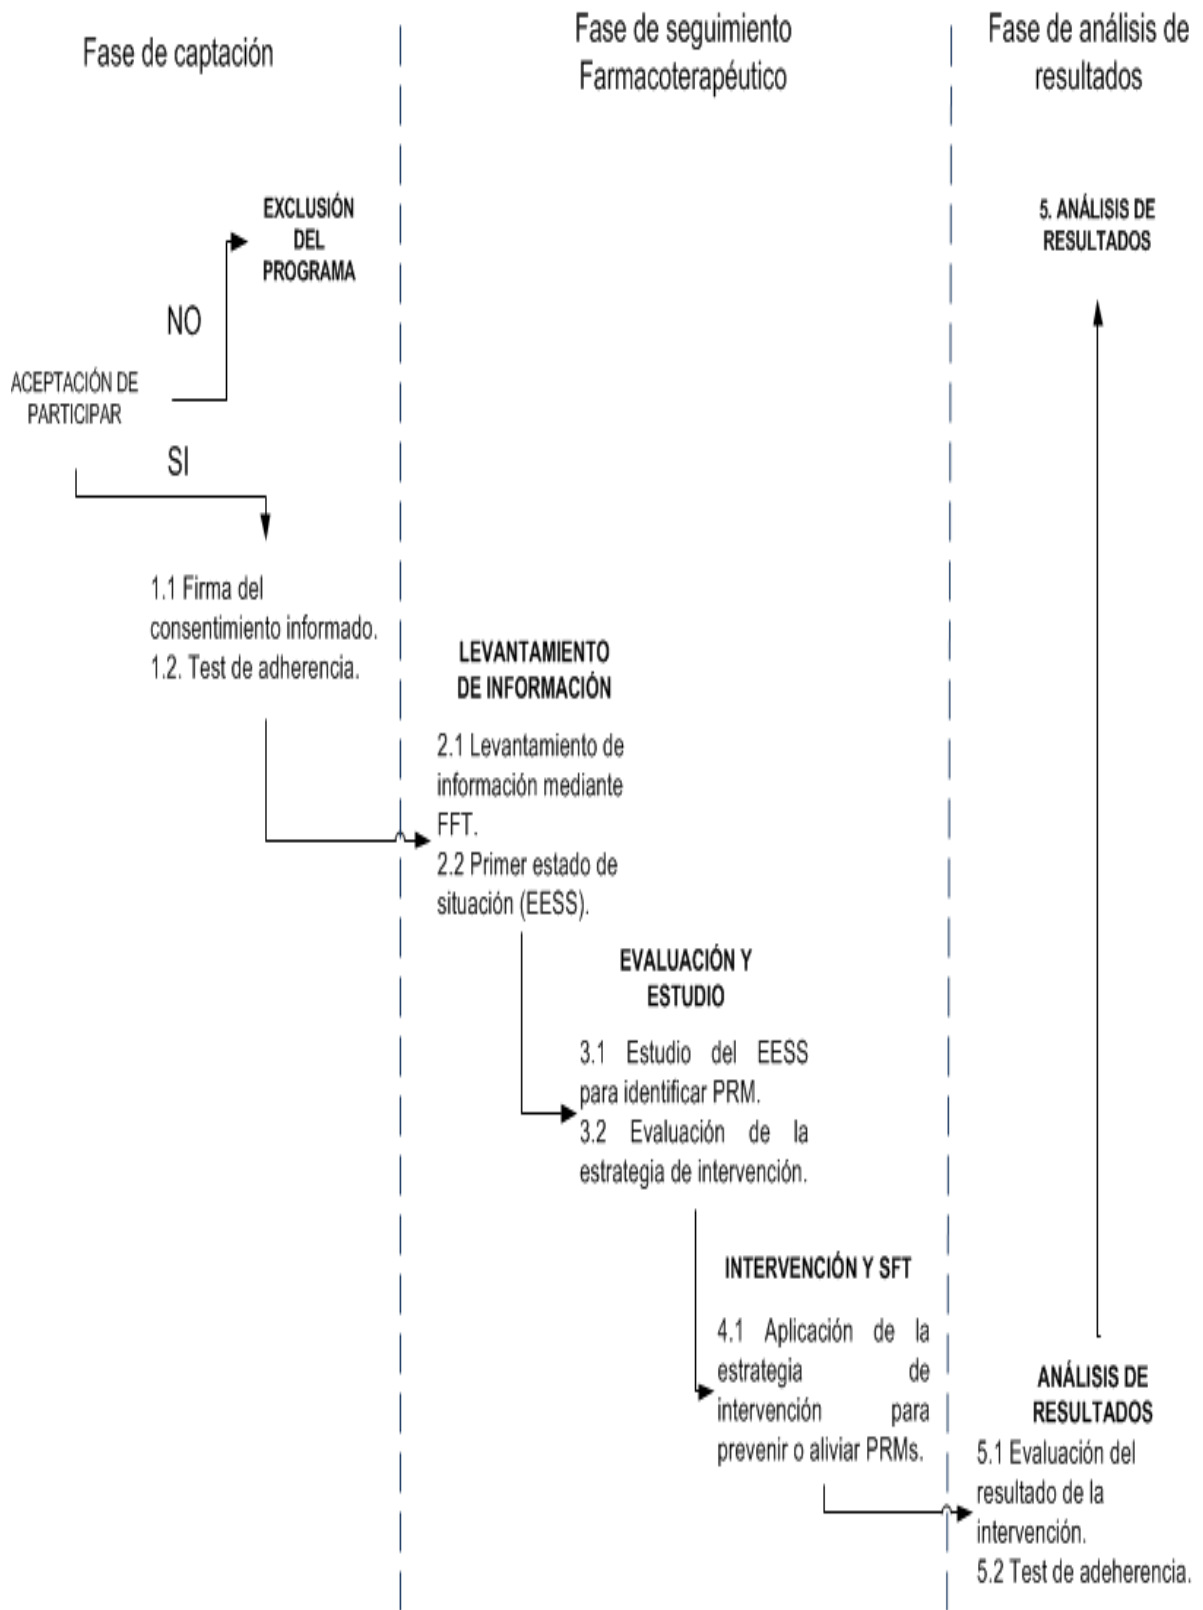 Fase de captación
Fase de seguimiento
Farmacoterapéutico
Fase de análisis de
resultados
EXCLUSIÓN
DEL
PROGRAMA
5. ANÁLISIS DE
RESULTADOS
NO
ACEPTACIÓN DE
PARTICIPAR
SI
1.1 Firma del
consentimiento informado.
1.2. Test de adherencia.
LEVANTAMIENTO
DE INFORMACIÓN
2.1 Levantamiento de
información mediante
FFT.
2.2 Primer estado de
situación (EESS).
EVALUACIÓN Y
ESTUDIO
3.1 Estudio del EESS
para identificar PRM.
3.2 Evaluación de la
estrategia de intervención.
INTERVENCIÓN Y SFT
4.1 Aplicación de la
estrategia de
intervención para
prevenir o aliviar PRMs.
ANÁLISIS DE
RESULTADOS
5.1 Evaluación del
resultado de la
intervención.
5.2 Test de adeherencia.